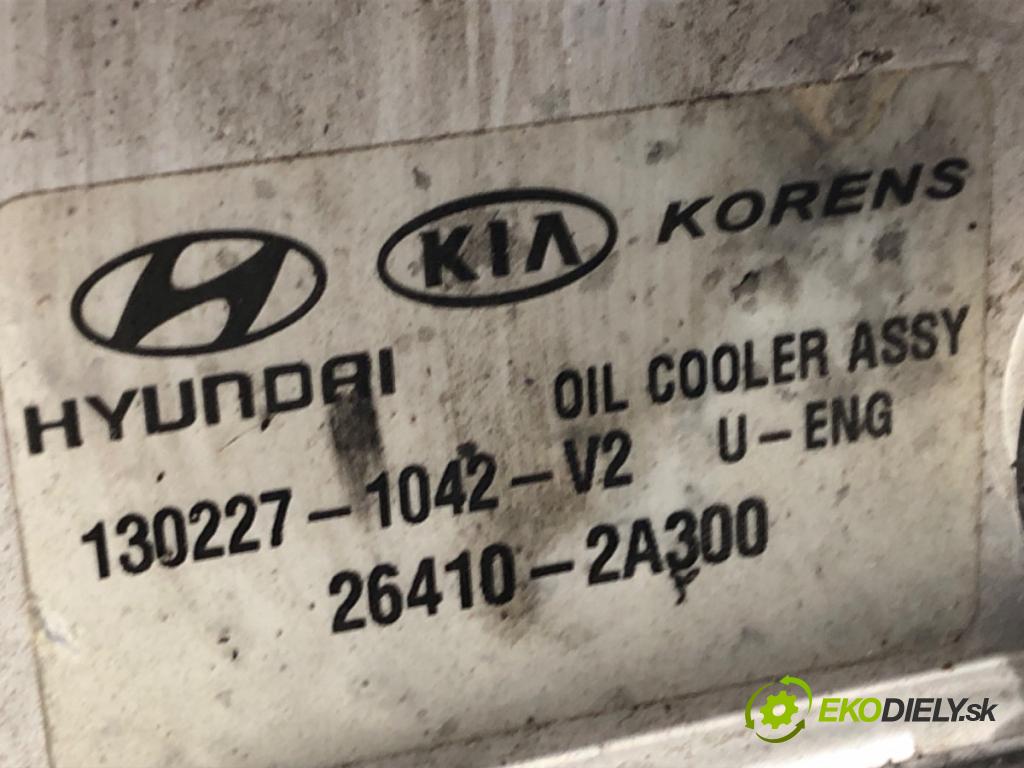 KIA KORENS
HYUNDAI OIL COOLER ASSY
130227-1042-V2 U-ENG
26410-2A300
EKODIELY.sk